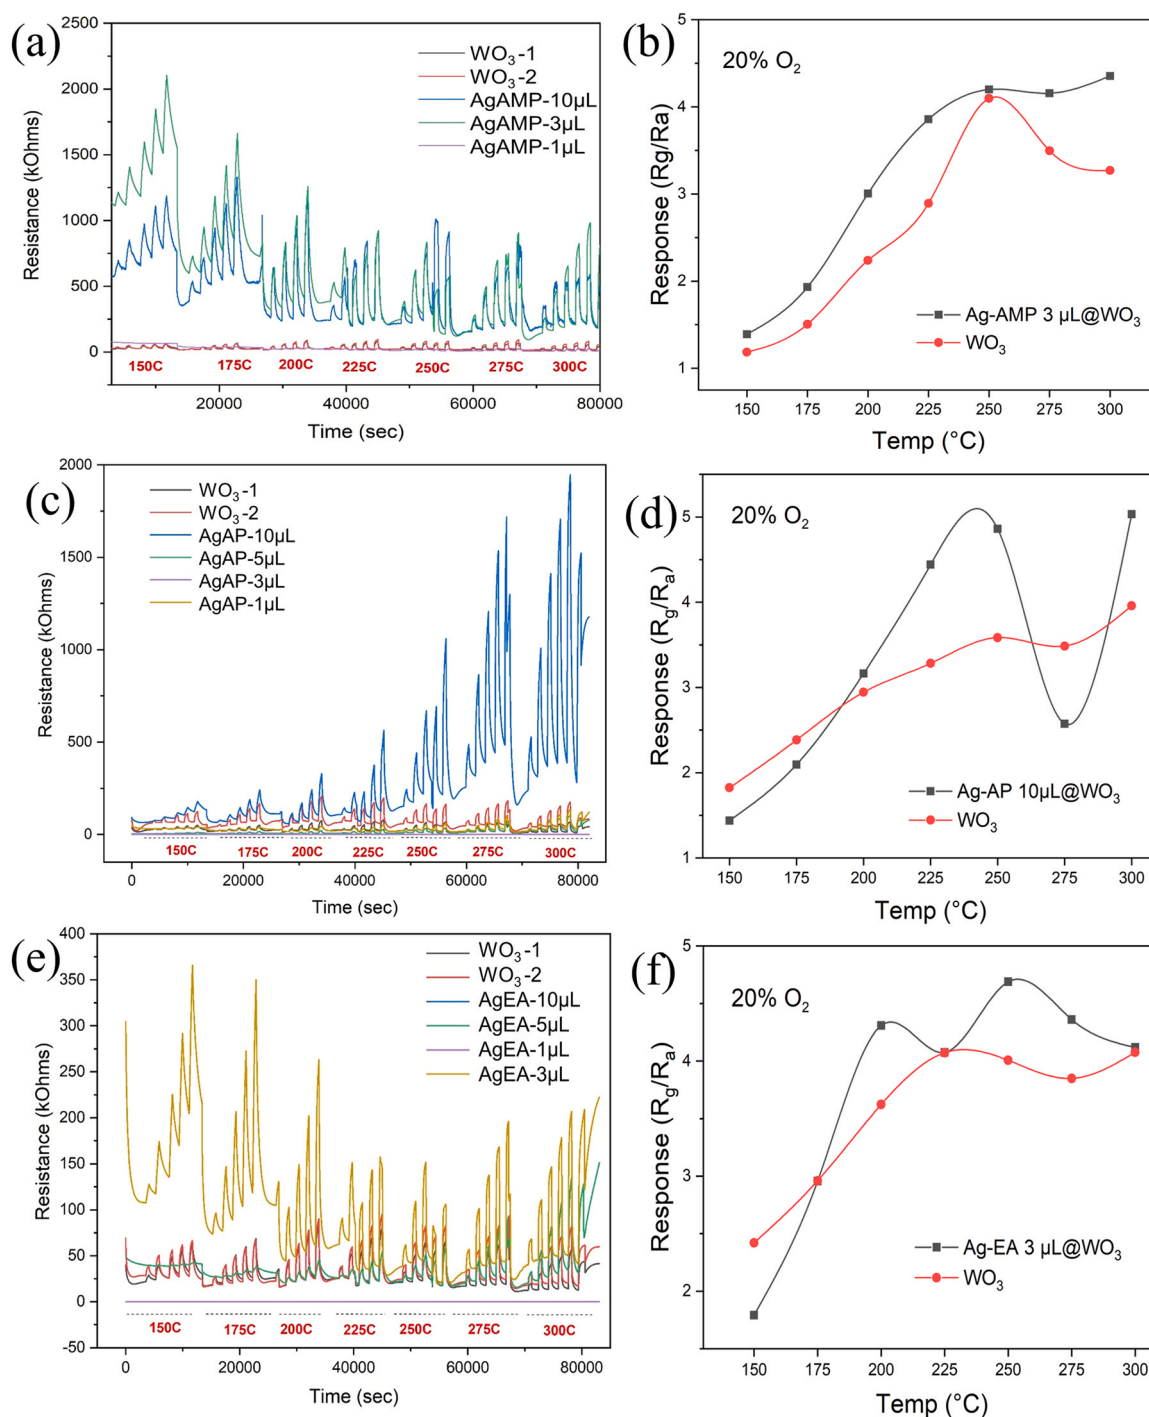 (a)
2500
2000
1500
1000
500
0
Resistance (kOhms)
WO₃-1
WO₃-2
AgAMP-10μL
AgAMP-3μL
AgAMP-1μL
150C 175C 200C 225C 250C 275C 300C
20000 40000 60000 80000
Time (sec)
(b)
5
4
3
2
1
Response (Rg/Ra)
20% O₂
Ag-AMP 3 μL@WO₃
WO₃
150 175 200 225 250 275 300
Temp (°C)
(c)
2000
1500
1000
500
0
Resistance (kOhms)
WO₃-1
WO₃-2
AgAP-10μL
AgAP-5μL
AgAP-3μL
AgAP-1μL
150C 175C 200C 225C 250C 275C 300C
0 20000 40000 60000 80000
Time (sec)
(d)
5
4
3
2
1
Response (R_g/R_a)
20% O₂
Ag-AP 10μL@WO₃
WO₃
150 175 200 225 250 275 300
Temp (°C)
(e)
400
350
300
250
200
150
100
50
0
-50
Resistance (kOhms)
WO₃-1
WO₃-2
AgEA-10μL
AgEA-5μL
AgEA-1μL
AgEA-3μL
150C 175C 200C 225C 250C 275C 300C
0 20000 40000 60000 80000
Time (sec)
(f)
5
4
3
2
Response (R_g/R_a)
20% O₂
Ag-EA 3 μL@WO₃
WO₃
150 175 200 225 250 275 300
Temp (°C)